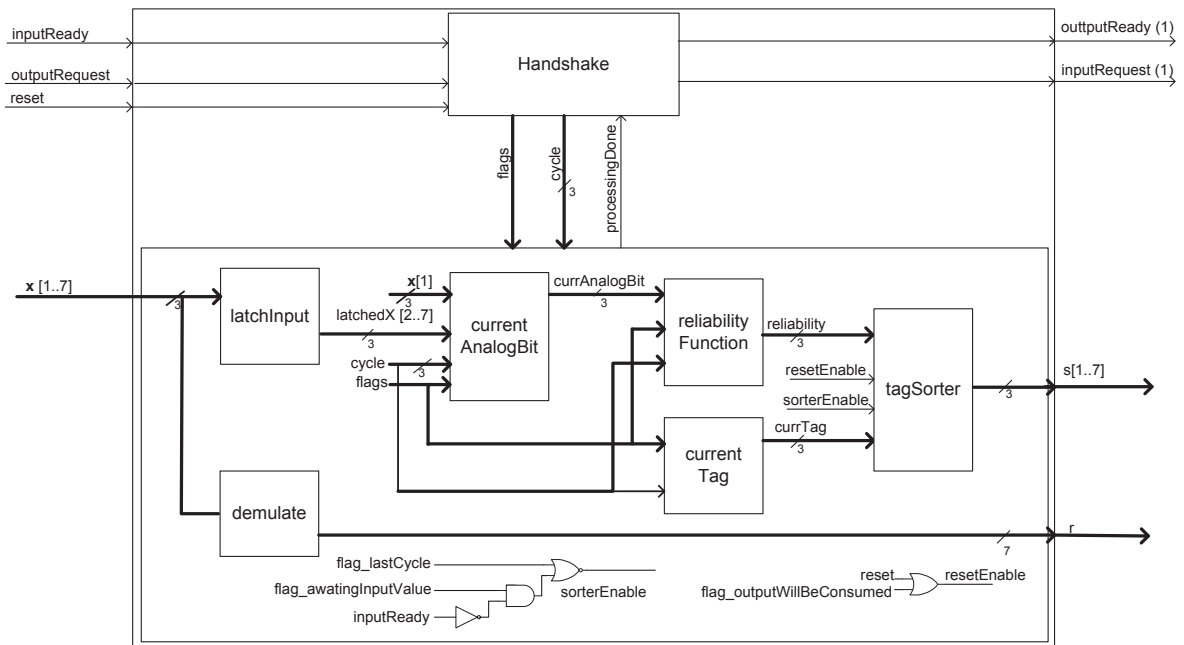 inputReady
outputRequest
reset
Handshake
outtputReady (1)
inputRequest (1)
flags
cycle
3
processingDone
x [1..7]
3
latchInput
x[1]
3
latchedX [2..7]
3
cycle
3
flags
current
AnalogBit
currAnalogBit
3
reliability
Function
reliability
3
resetEnable
sorterEnable
currTag
3
current
Tag
tagSorter
3
s[1..7]
demulate
7
r
flag_lastCycle
flag_awatingInputValue
inputReady
sorterEnable
reset
flag_outputWillBeConsumed
resetEnable